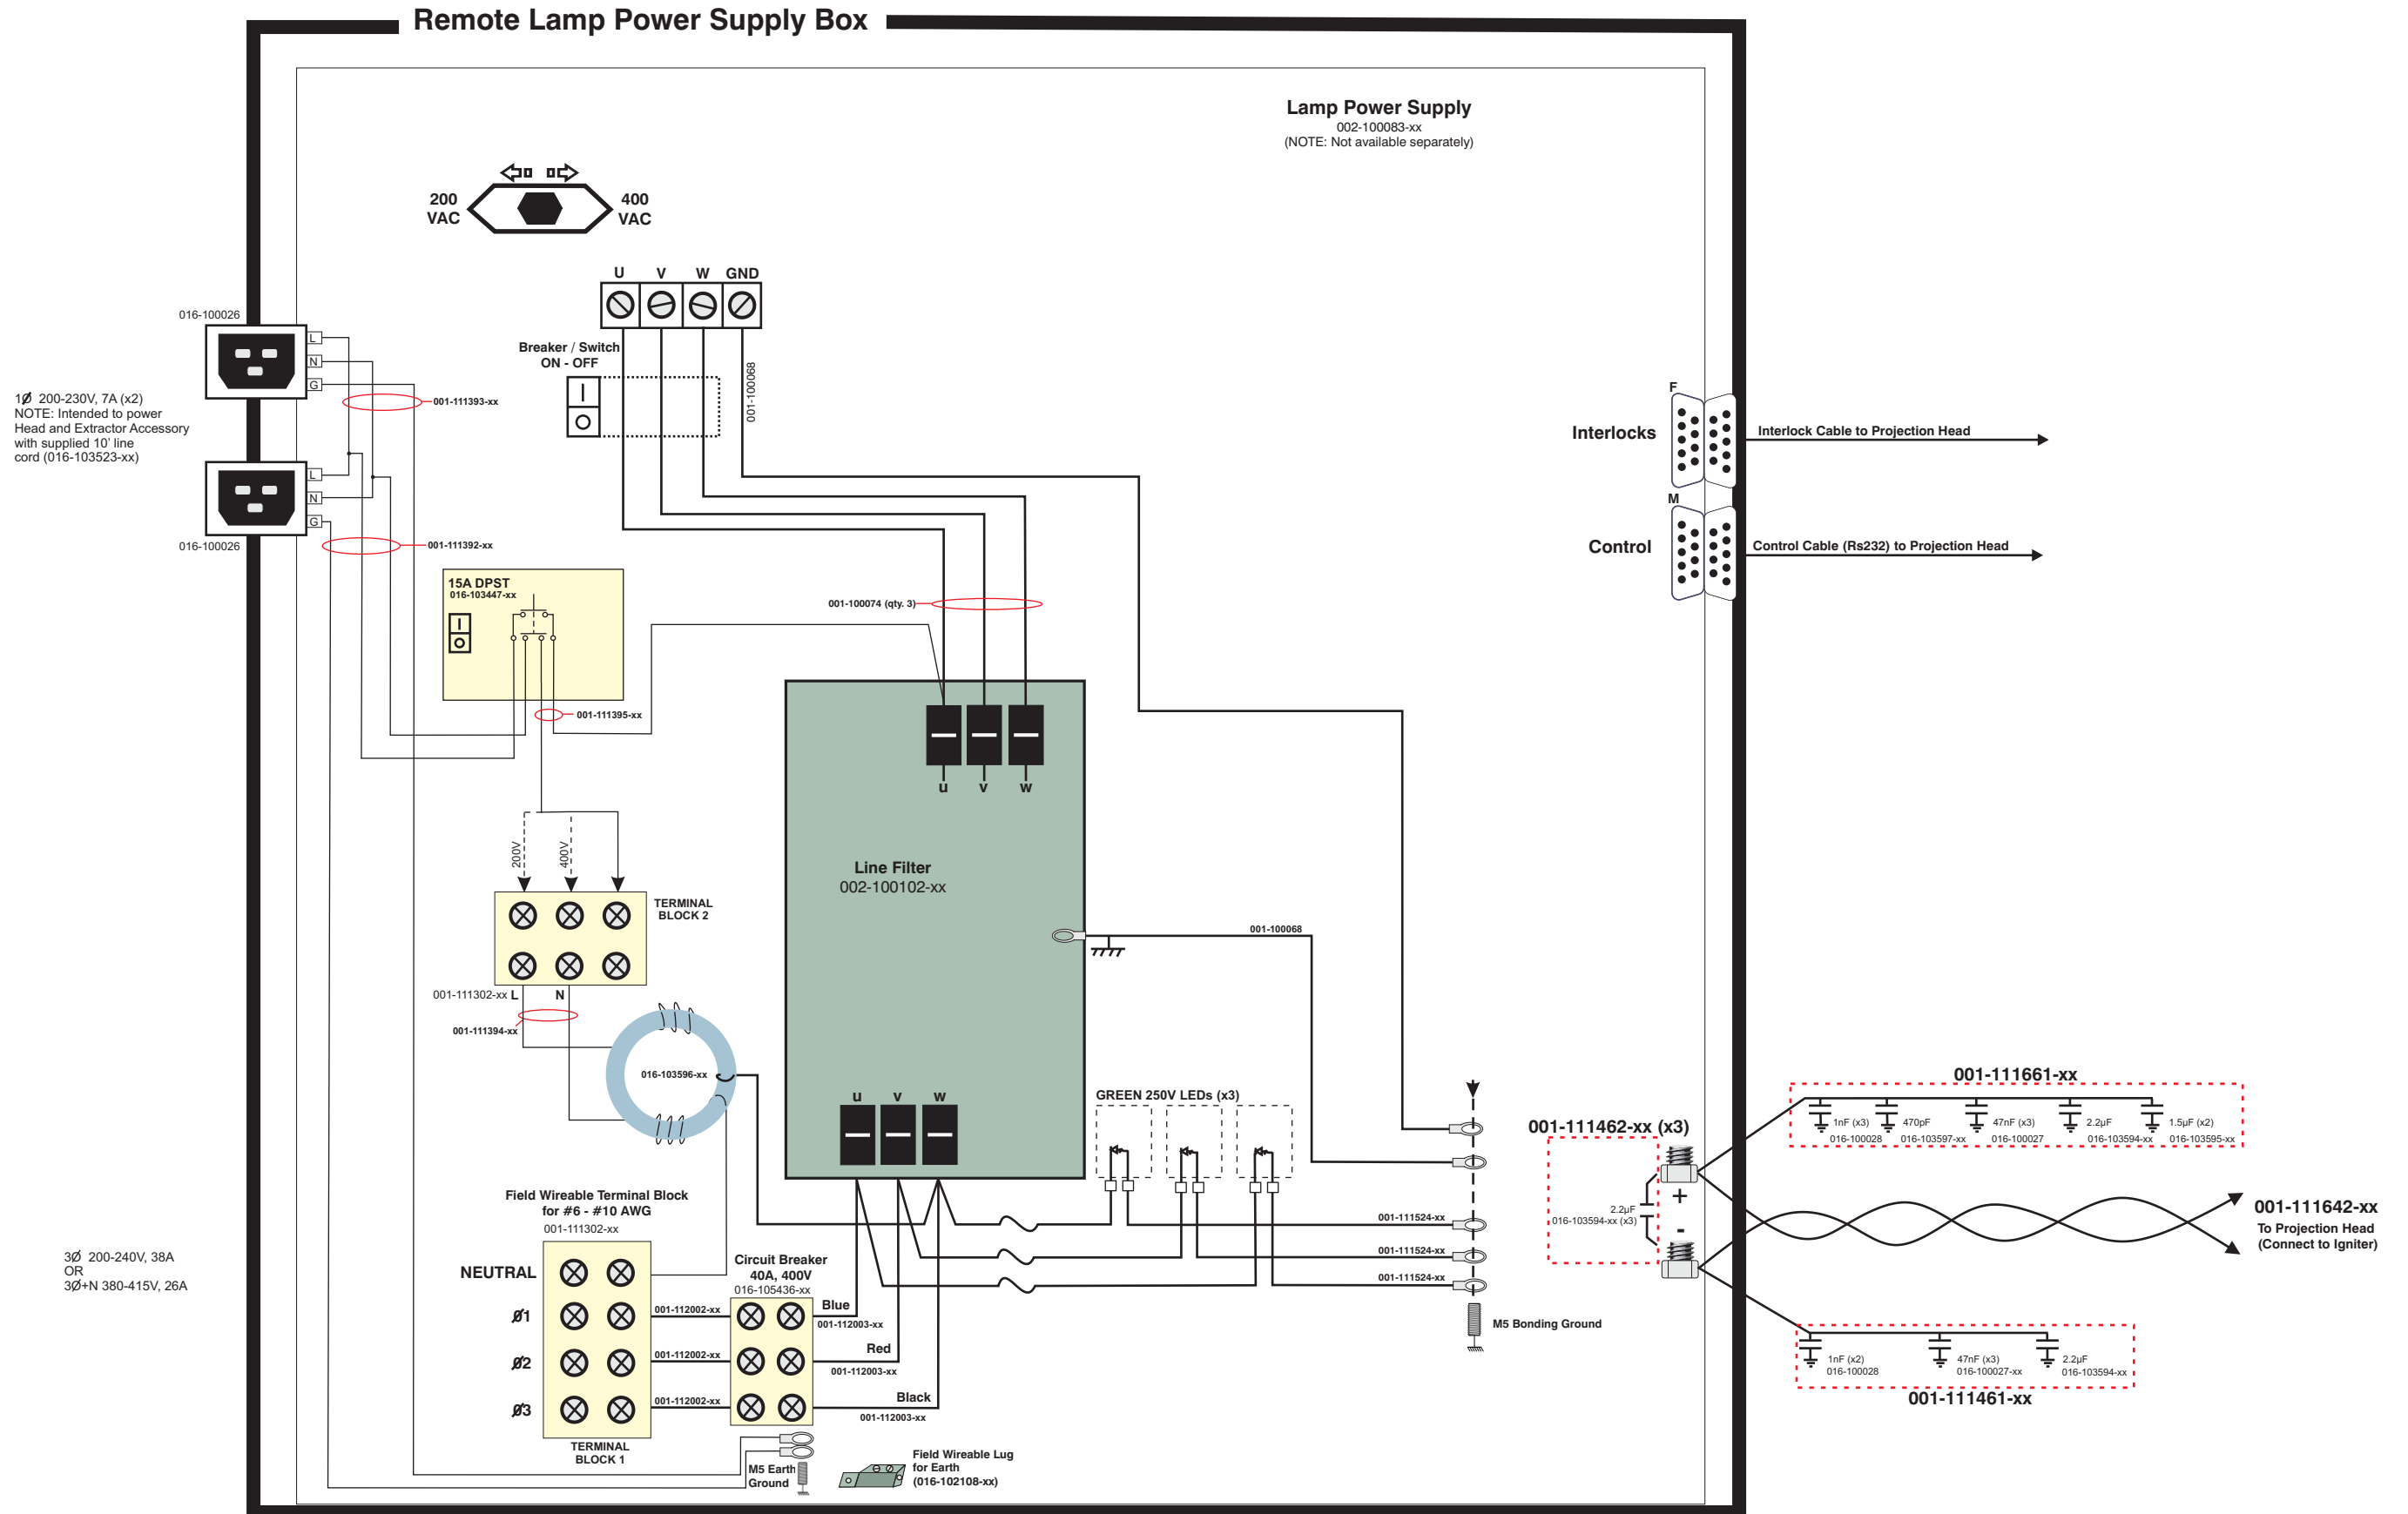 Remote Lamp Power Supply Box
Lamp Power Supply
002-100083-xx
(NOTE: Not available separately)
200
VAC
400
VAC
U V W GND
Breaker / Switch
ON - OFF
001-100068
016-100026
L
N
G
001-111393-xx
1Ø 200-230V, 7A (x2)
NOTE: Intended to power
Head and Extractor Accessory
with supplied 10' line
cord (016-103523-xx)
L
N
G
016-100026
001-111392-xx
F
Interlocks
Interlock Cable to Projection Head
M
Control
Control Cable (Rs232) to Projection Head
15A DPST
016-103447-xx
001-100074 (qty. 3)
001-111395-xx
u v w
200V
400V
Line Filter
002-100102-xx
TERMINAL
BLOCK 2
001-100068
001-111302-xx L N
001-111394-xx
016-103596-xx
u v w
GREEN 250V LEDs (x3)
001-111661-xx
1nF (x3)
016-100028
470pF
016-103597-xx
47nF (x3)
016-100027
2.2µF
016-103594-xx
1.5µF (x2)
016-103595-xx
001-111462-xx (x3)
+
2.2µF
016-103594-xx (x3)
-
001-111642-xx
To Projection Head
(Connect to Igniter)
Field Wireable Terminal Block
for #6 - #10 AWG
001-111302-xx
001-111524-xx
001-111524-xx
001-111524-xx
3Ø 200-240V, 38A
OR
3Ø+N 380-415V, 26A
NEUTRAL
Ø1
Ø2
Ø3
Circuit Breaker
40A, 400V
016-105436-xx
001-112002-xx
001-112002-xx
001-112002-xx
Blue
001-112003-xx
Red
001-112003-xx
Black
001-112003-xx
M5 Bonding Ground
1nF (x2)
016-100028
47nF (x3)
016-100027-xx
2.2µF
016-103594-xx
001-111461-xx
TERMINAL
BLOCK 1
M5 Earth
Ground
Field Wireable Lug
for Earth
(016-102108-xx)